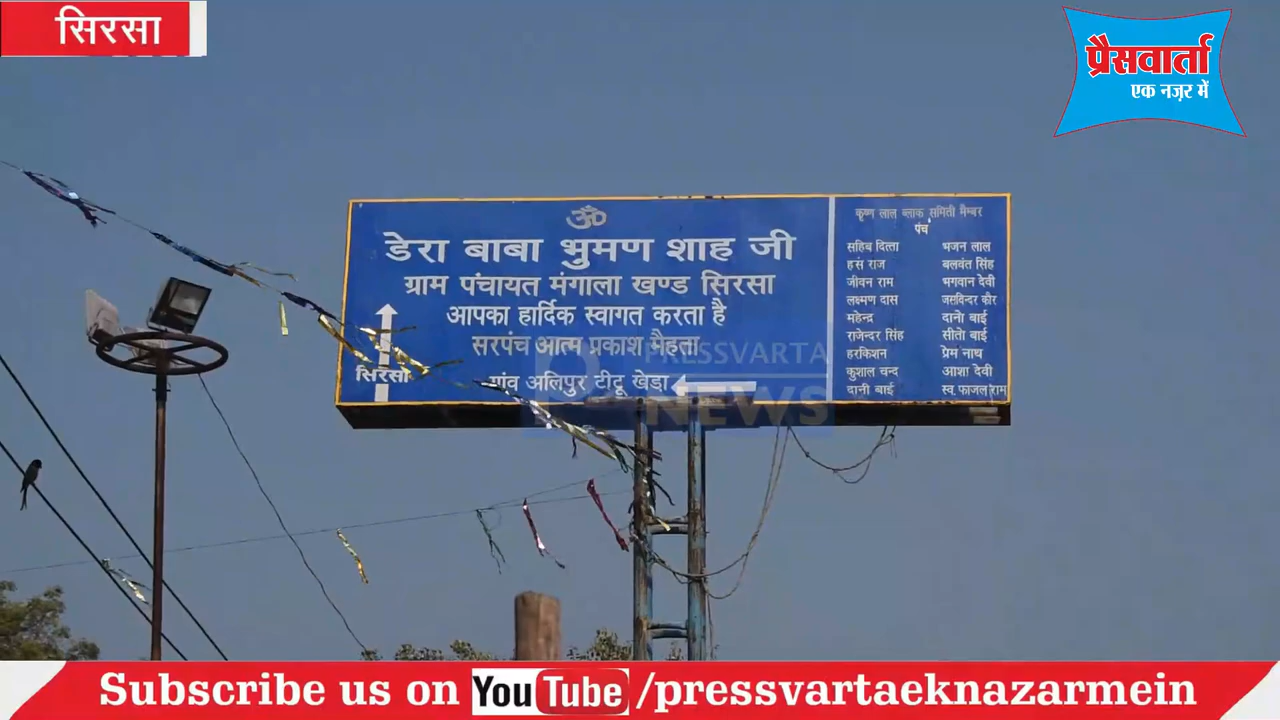 सिरसा
प्रैसवार्ता
एक नज़र में
ॐ
डेरा बाबा भुमण शाह जी
ग्राम पंचायत मंगाला खण्ड सिरसा
आपका हार्दिक स्वागत करता है
सरपंच आत्म प्रकाश मैहता
सिरसा
गांव अलिपुर टीटू खेड़ा
कृष्ण लाल ब्लाक समिती मैम्बर
पंच
सहिब दित्ता भजन लाल
हंस राज बलवंत सिंह
जीवन राम भगवान देवी
लक्ष्मण दास जसविन्दर कौर
महेन्द्र दानो बाई
राजेन्दर सिंह सीतो बाई
हरकिशन प्रेम नाथ
कुशाल चन्द आशा देवी
दानी बाई स्व. फाजल राम
PRESSVARTA
NEWS
Subscribe us on YouTube /pressvartaeknazarmein